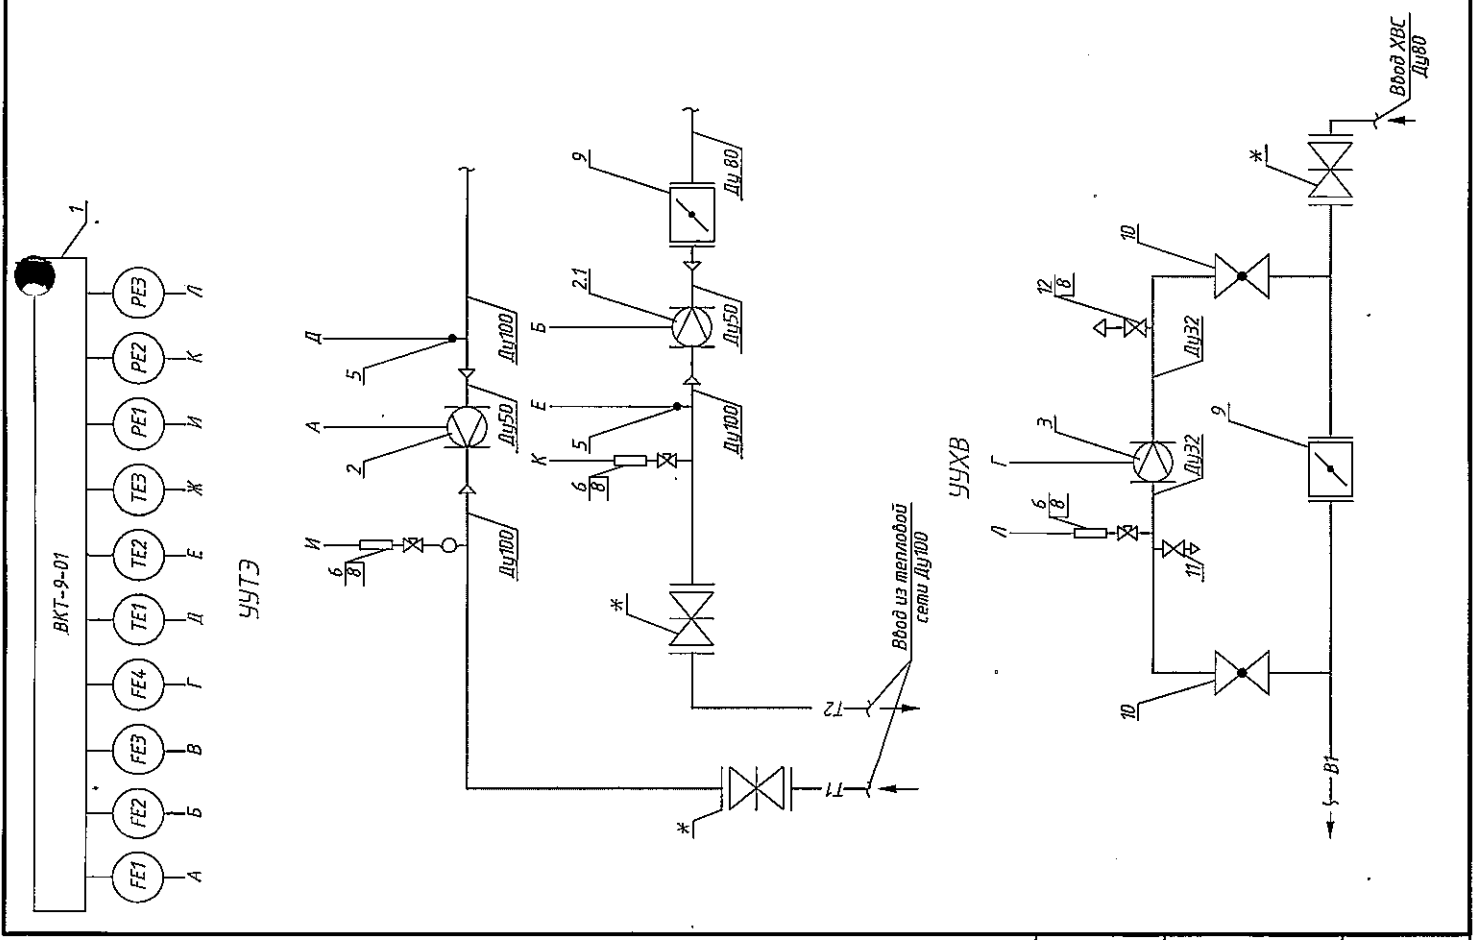 ВКТ-9-01
1
FE1
FE2
FE3
FE4
TE1
TE2
TE3
PE1
PE2
PE3
А
Б
В
Г
Д
Е
Ж
И
К
Л
УУТЭ
И
6
8
Ду100
А
2
Ду50
Д
5
Ду100
К
6
8
Е
5
Ду100
Б
2.1
Ду50
9
Ду 80
*
*
Т1
Т2
Ввод из тепловой
сети Ду100
УУХВ
Л
6
8
11
Г
3
Ду32
12
8
Ду32
10
10
9
*
В1
Ввод ХВС
Ду80